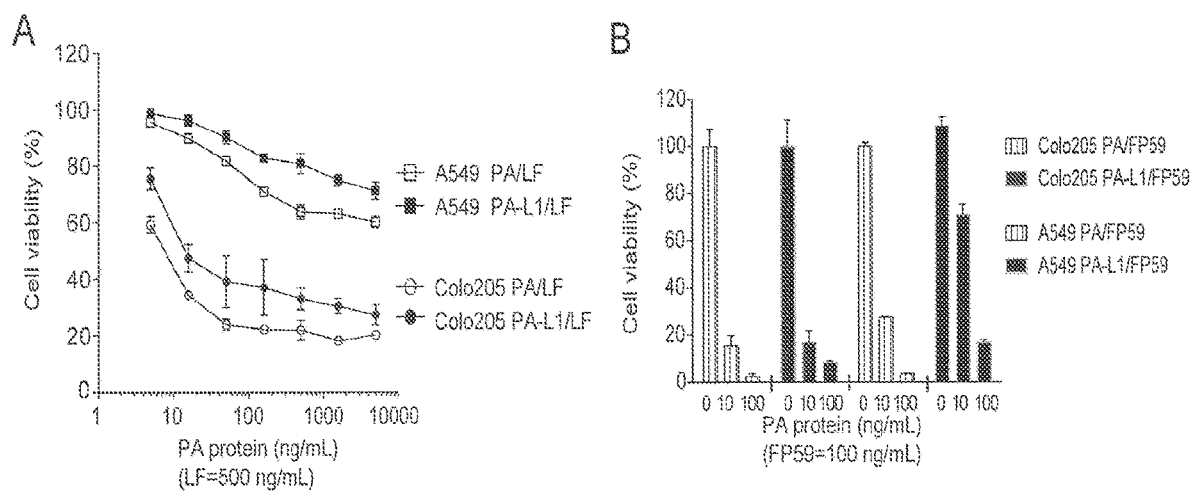 A
120
100
80
60
40
20
0
Cell viability (%)
1 10 100 1000 10000
PA protein (ng/mL)
(LF=500 ng/mL)
A549 PA/LF
A549 PA-L1/LF
Colo205 PA/LF
Colo205 PA-L1/LF
B
120
100
80
60
40
20
0
Cell viability (%)
0 10 100 0 10 100 0 10 100 0 10 100
PA protein (ng/mL)
(FP59=100 ng/mL)
Colo205 PA/FP59
Colo205 PA-L1/FP59
A549 PA/FP59
A549 PA-L1/FP59